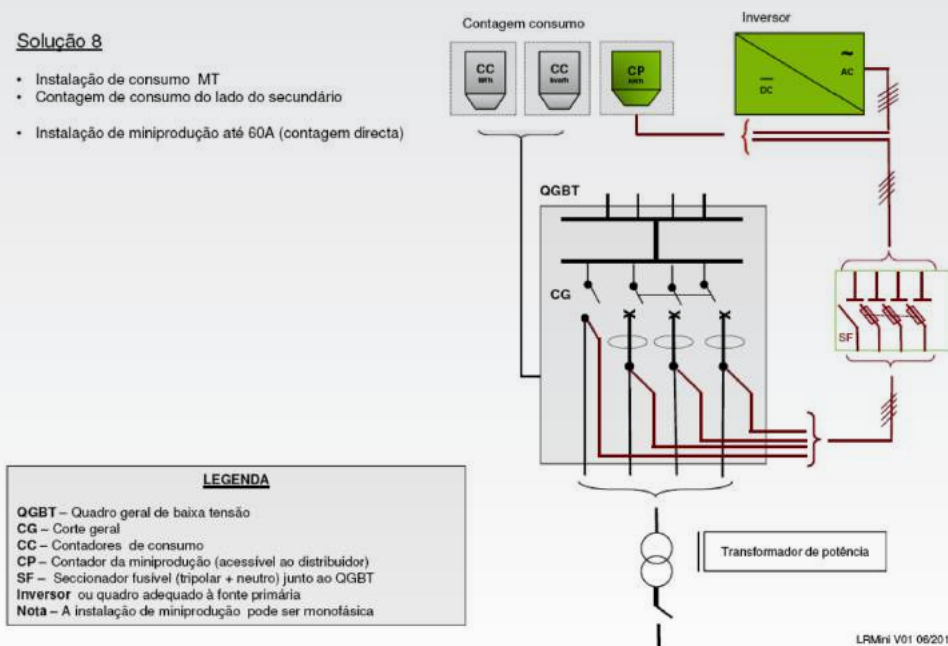 Solução 8
• Instalação de consumo MT
• Contagem de consumo do lado do secundário
• Instalação de miniprodução até 60A (contagem directa)
Contagem consumo
CC
CC
kvarh
CP
kWh
Inversor
AC
DC
QGBT
CG
SF
Transformador de potência
LEGENDA
QGBT – Quadro geral de baixa tensão
CG – Corte geral
CC – Contadores de consumo
CP – Contador da miniprodução (acessível ao distribuidor)
SF – Seccionador fusível (tripolar + neutro) junto ao QGBT
Inversor ou quadro adequado à fonte primária
Nota – A instalação de miniprodução pode ser monofásica
LRMini V01 06/201